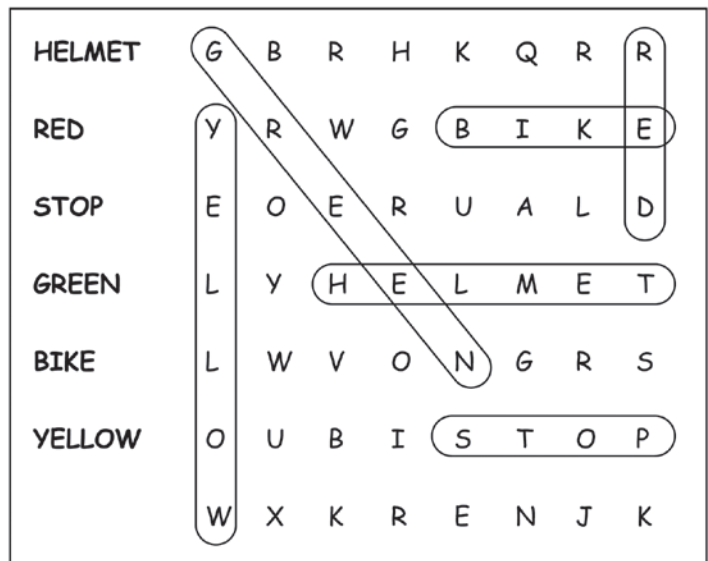 HELMET G B R H K Q R R
RED Y R W G B I K E
STOP E O E R U A L D
GREEN L Y H E L M E T
BIKE L W V O N G R S
YELLOW O U B I S T O P
W X K R E N J K